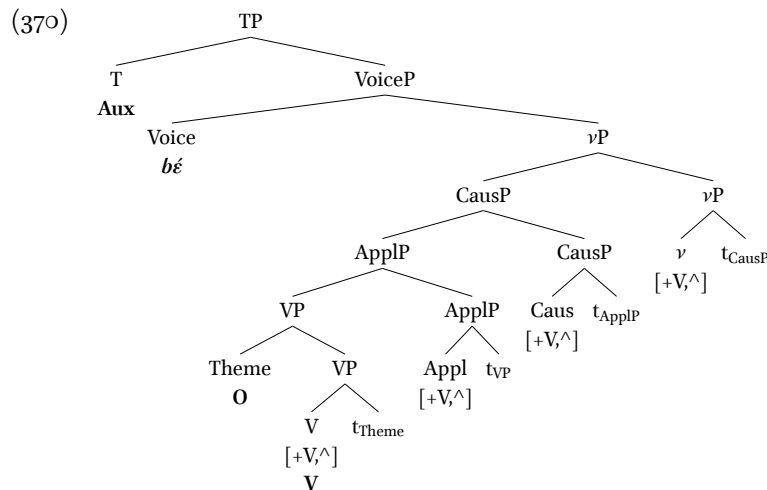 (370) TP
T VoiceP
Aux
Voice νP
bɛ́
CausP νP
ApplP CausP ν t_CausP
[+V,^]
VP ApplP Caus t_ApplP
[+V,^]
Theme VP Appl t_VP
O [+V,^]
V t_Theme
[+V,^]
V